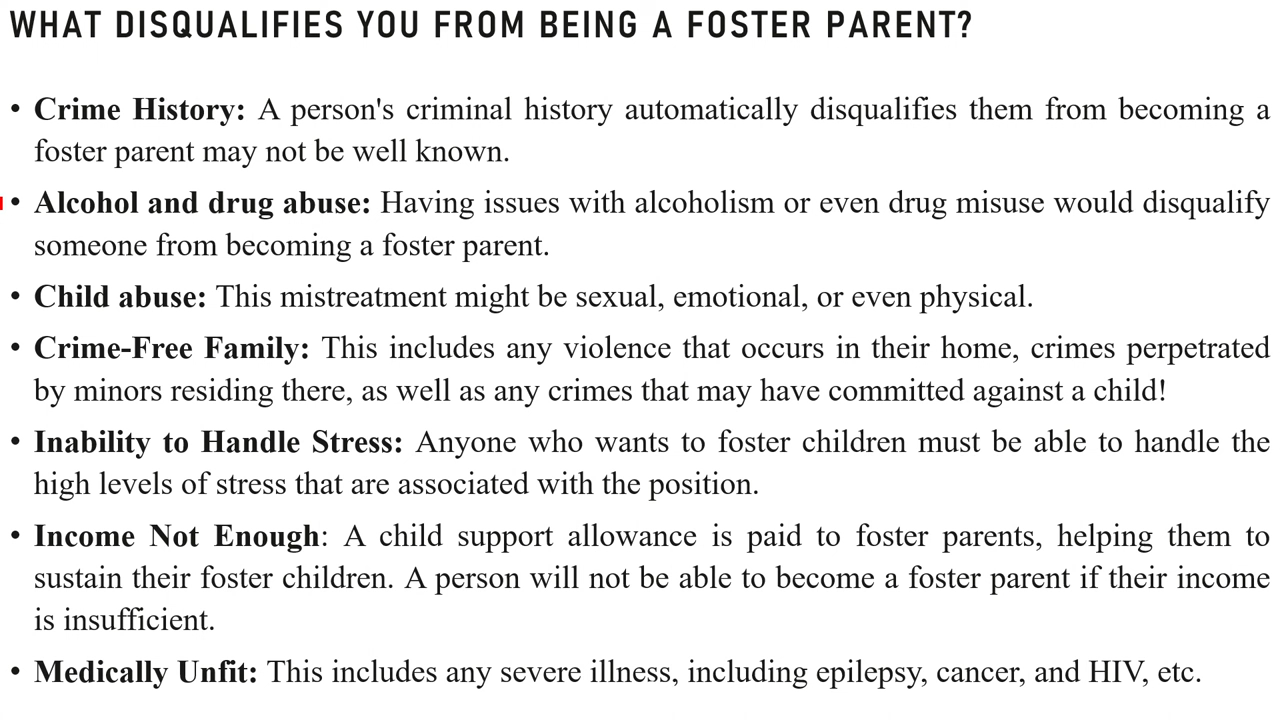 WHAT DISQUALIFIES YOU FROM BEING A FOSTER PARENT?
• Crime History: A person's criminal history automatically disqualifies them from becoming a
foster parent may not be well known.
• Alcohol and drug abuse: Having issues with alcoholism or even drug misuse would disqualify
someone from becoming a foster parent.
• Child abuse: This mistreatment might be sexual, emotional, or even physical.
• Crime-Free Family: This includes any violence that occurs in their home, crimes perpetrated
by minors residing there, as well as any crimes that may have committed against a child!
• Inability to Handle Stress: Anyone who wants to foster children must be able to handle the
high levels of stress that are associated with the position.
• Income Not Enough: A child support allowance is paid to foster parents, helping them to
sustain their foster children. A person will not be able to become a foster parent if their income
is insufficient.
• Medically Unfit: This includes any severe illness, including epilepsy, cancer, and HIV, etc.